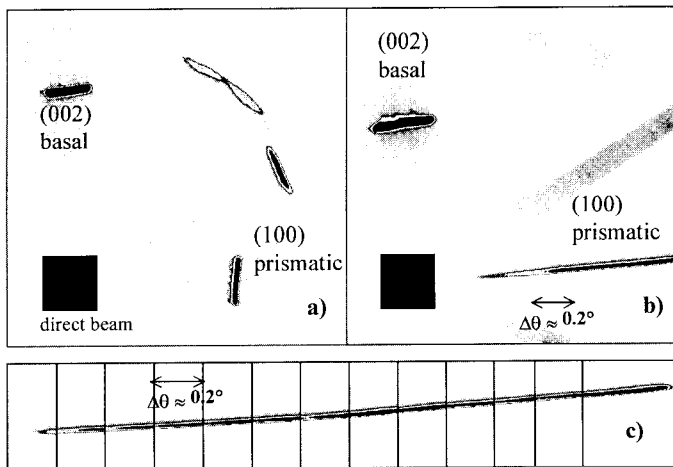 (002)
basal
(100)
prismatic
direct beam
a)
(002)
basal
(100)
prismatic
Δθ ≈ 0.2°
b)
Δθ ≈ 0.2°
c)